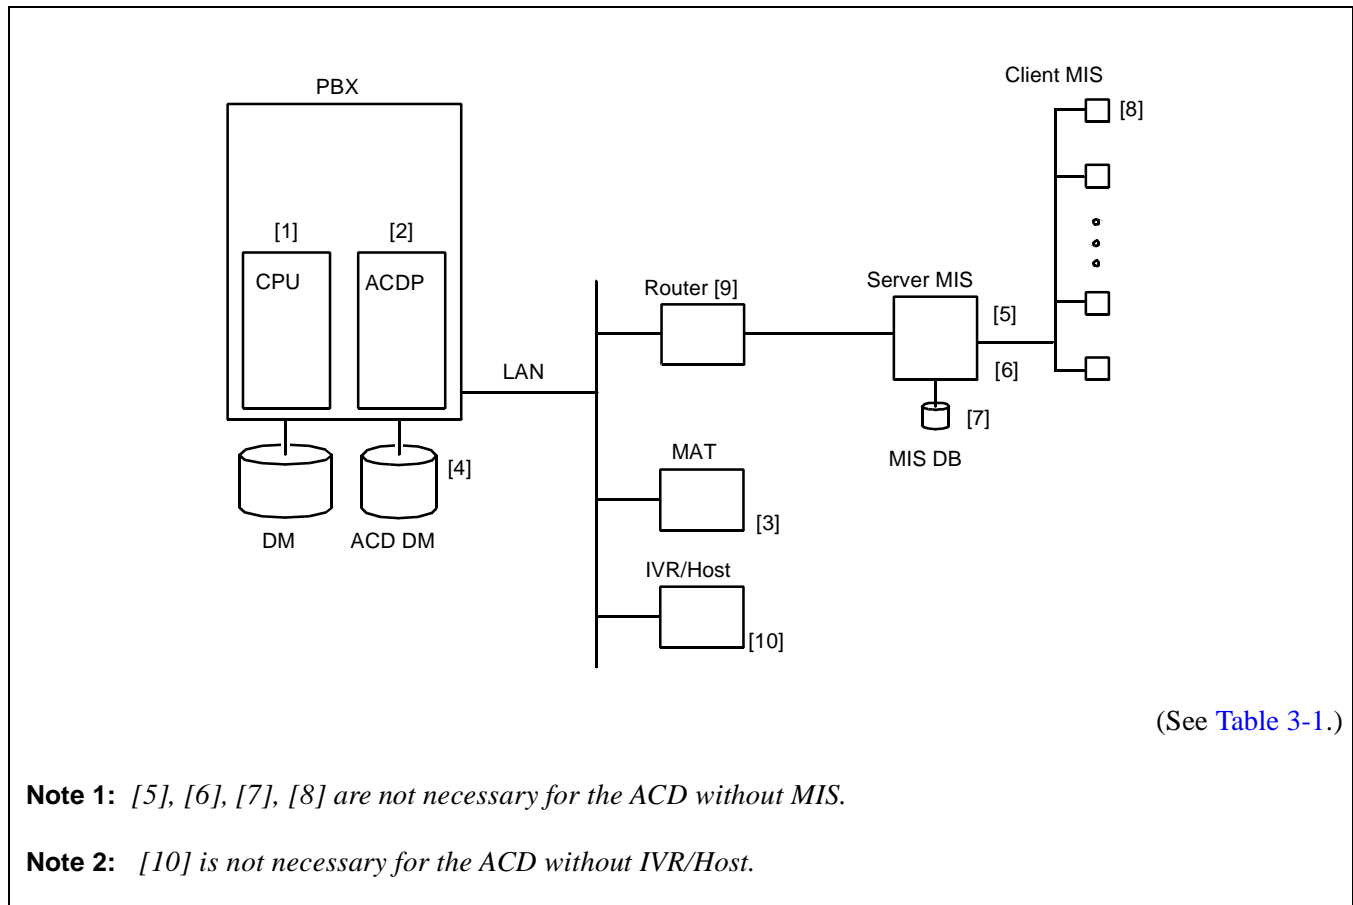 Client MIS
PBX
[8]
[1]
[2]
CPU
ACDP
Router [9]
Server MIS
[5]
LAN
[6]
[7]
MAT
MIS DB
[4]
[3]
DM
ACD DM
IVR/Host
[10]
(See Table 3-1.)
Note 1: [5], [6], [7], [8] are not necessary for the ACD without MIS.
Note 2: [10] is not necessary for the ACD without IVR/Host.